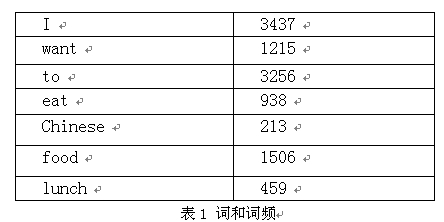 I 3437
want 1215
to 3256
eat 938
Chinese 213
food 1506
lunch 459
表1 词和词频